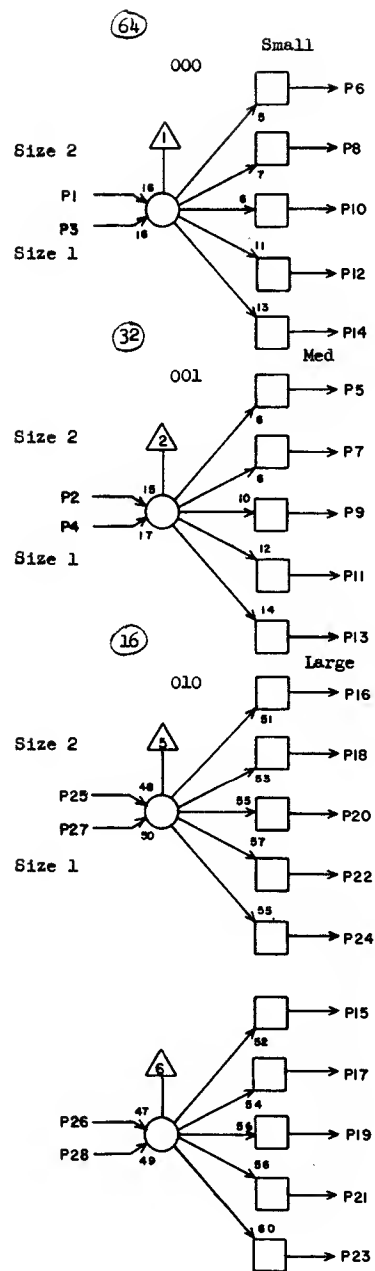 64
Small
000
P6
5
1
P8
Size 2
7
16
P1
6
P10
P3
16
Size 1
11
P12
13
P14
32
Med
001
P5
6
Size 2
2
P7
6
15
P2
10
P9
P4
17
12
Size 1
P11
14
P13
16
Large
010
P16
51
Size 2
5
P18
53
48
P25
55
P20
P27
50
57
Size 1
P22
55
P24
P15
52
6
P17
54
47
P26
56
P19
P28
49
56
P21
60
P23